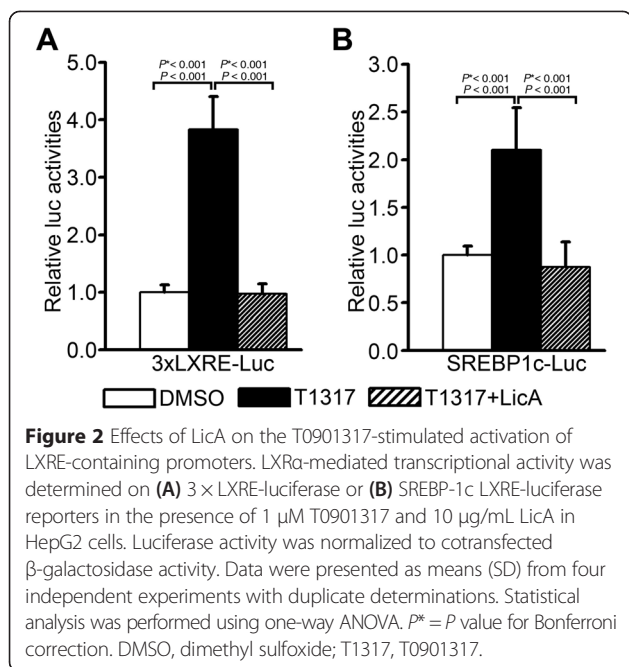 A
P*< 0.001 P*< 0.001
P < 0.001 P < 0.001
5.0
4.0
3.0
2.0
1.0
0.0
Relative luc activities
3xLXRE-Luc
B
P*< 0.001 P*< 0.001
P < 0.001 P < 0.001
3.0
2.5
2.0
1.5
1.0
0.5
0.0
Relative luc activities
SREBP1c-Luc
DMSO T1317 T1317+LicA
Figure 2 Effects of LicA on the T0901317-stimulated activation of
LXRE-containing promoters. LXRα-mediated transcriptional activity was
determined on (A) 3 × LXRE-luciferase or (B) SREBP-1c LXRE-luciferase
reporters in the presence of 1 μM T0901317 and 10 μg/mL LicA in
HepG2 cells. Luciferase activity was normalized to cotransfected
β-galactosidase activity. Data were presented as means (SD) from four
independent experiments with duplicate determinations. Statistical
analysis was performed using one-way ANOVA. P* = P value for Bonferroni
correction. DMSO, dimethyl sulfoxide; T1317, T0901317.